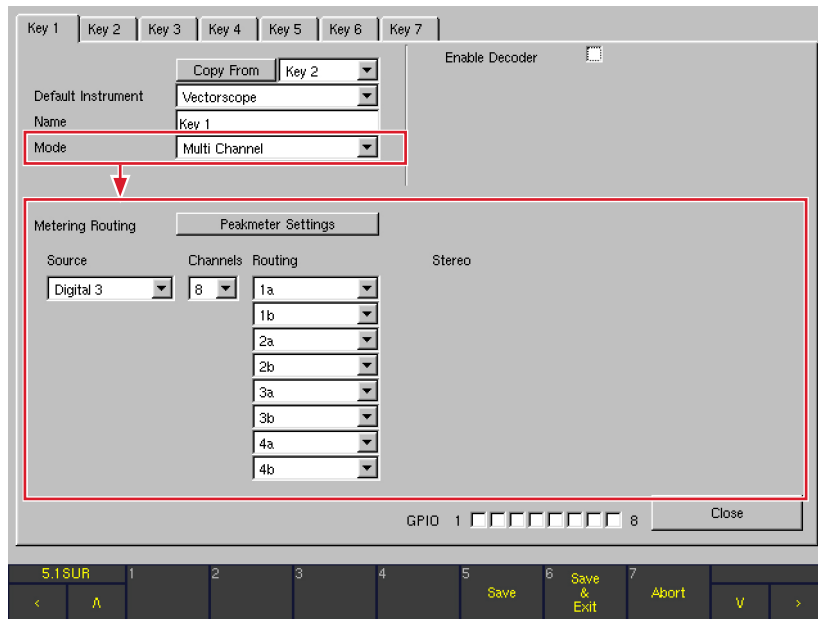 Key 1 Key 2 Key 3 Key 4 Key 5 Key 6 Key 7
Copy From Key 2
Enable Decoder
Default Instrument Vectorscope
Name Key 1
Mode Multi Channel
Metering Routing Peakmeter Settings
Source Channels Routing Stereo
Digital 3 8 1a
1b
2a
2b
3a
3b
4a
4b
GPIO 1 8 Close
5.1SUR 1 2 3 4 5 Save 6 Save & Exit 7 Abort
< Λ V >